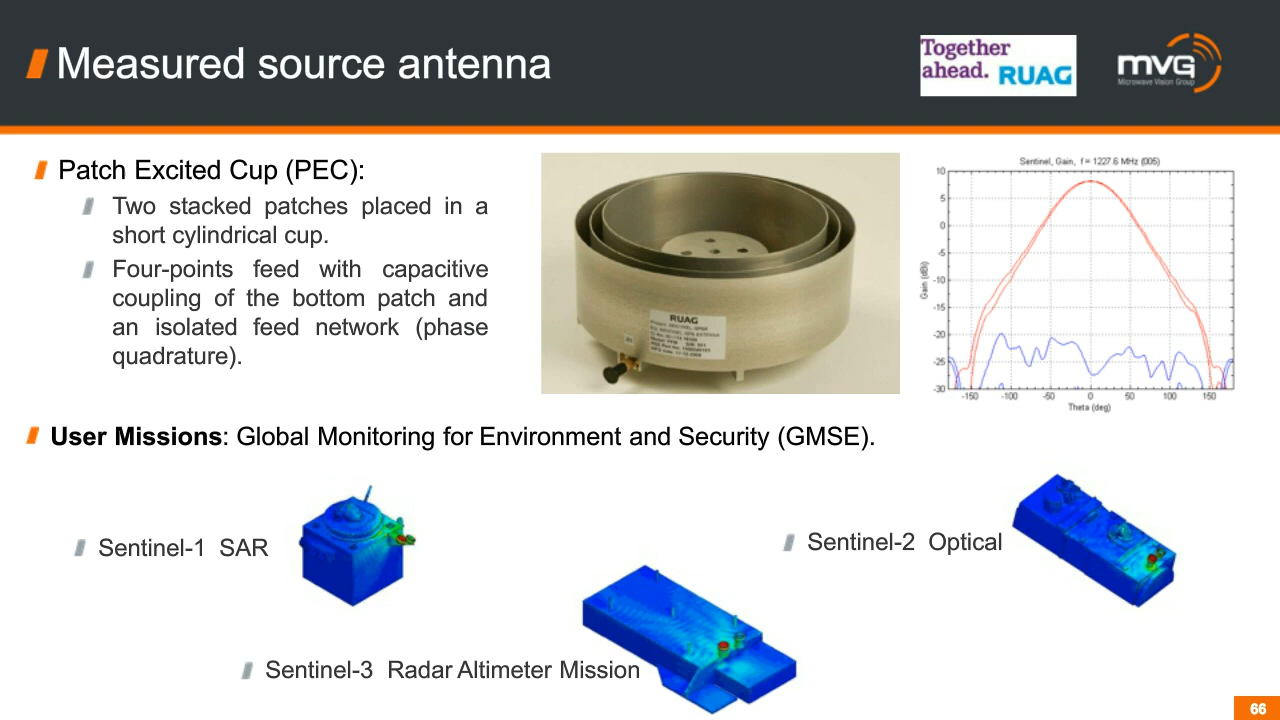 Measured source antenna
Together
ahead. RUAG
mvg
Microwave Vision Group
Patch Excited Cup (PEC):
Two stacked patches placed in a
short cylindrical cup.
Four-points feed with capacitive
coupling of the bottom patch and
an isolated feed network (phase
quadrature).
RUAG
Sentinel, Gain, f = 1227.6 MHz (005)
Gain (dBi)
10
5
0
-5
-10
-15
-20
-25
-30
-150 -100 -50 0 50 100 150
Theta (deg)
User Missions: Global Monitoring for Environment and Security (GMSE).
Sentinel-1 SAR
Sentinel-2 Optical
Sentinel-3 Radar Altimeter Mission
66